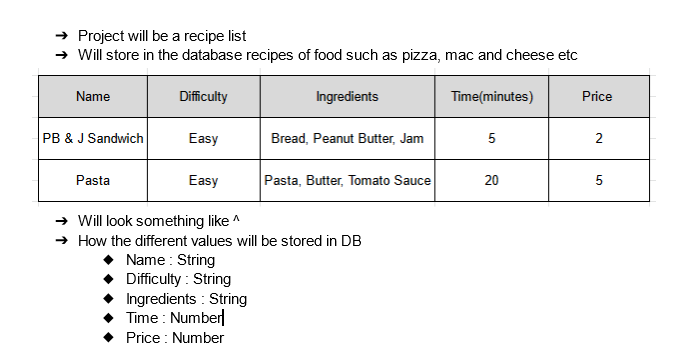 → Project will be a recipe list
→ Will store in the database recipes of food such as pizza, mac and cheese etc
Name Difficulty Ingredients Time(minutes) Price
PB & J Sandwich Easy Bread, Peanut Butter, Jam 5 2
Pasta Easy Pasta, Butter, Tomato Sauce 20 5
→ Will look something like ^
→ How the different values will be stored in DB
◆ Name : String
◆ Difficulty : String
◆ Ingredients : String
◆ Time : Number
◆ Price : Number